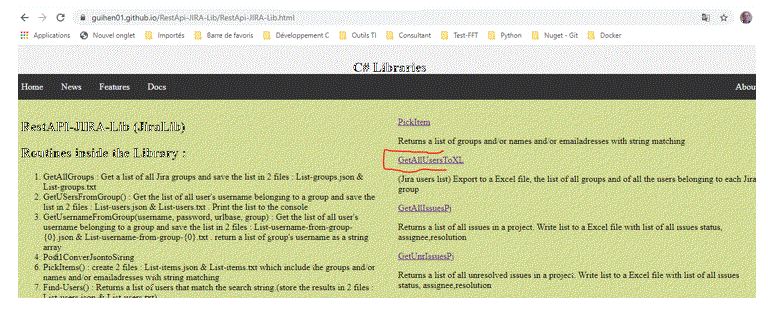 guihen01.github.io/RestApi-JIRA-Lib/RestApi-JIRA-Lib.html
Applications Nouvel onglet Importés Barre de favoris Développement C Outils TI Consultant Test-FFT Python Nuget - Git Docker
C# Libraries
Home News Features Docs Abou
RestAPI-JIRA-Lib (JiraLib)
Routines inside the Library :
1. GetAllGroups : Get a list of all Jira groups and save the list in 2 files : List-groups.json &
List-groups.txt
2. GetUSersFromGroup() : Get the list of all user's username belonging to a group and save the
list in 2 files : List-users.json & List-users.txt . Print the list to the console
3. GetUsernameFromGroup(username, password, urlbase, group) : Get the list of all user's
username belonging to a group and save the list in 2 files : List-username-from-group-
{0}.json & List-username-from-group-{0}.txt . return a list of group's username as a string
array
4. Post1ConverJsontoString
6. PickItems() : create 2 files : List-items.json & List-items.txt which include the groups and/or
names and/or emailadresses with string matching
7. Find-Users() : Returns a list of users that match the search string.(store the results in 2 files :
List-users.json & List-users.txt)
PickItem
Returns a list of groups and/or names and/or emailadresses with string matching
GetAllUsersToXL
(Jira users list) Export to a Excel file, the list of all groups and of all the users belonging to each Jira
group
GetAllIssuesPj
Returns a list of all issues in a project. Write list to a Excel file with list of all issues status,
assignee,resolution
GetUnrIssuesPj
Returns a list of all unresolved issues in a project. Write list to a Excel file with list of all issues
status, assignee,resolution